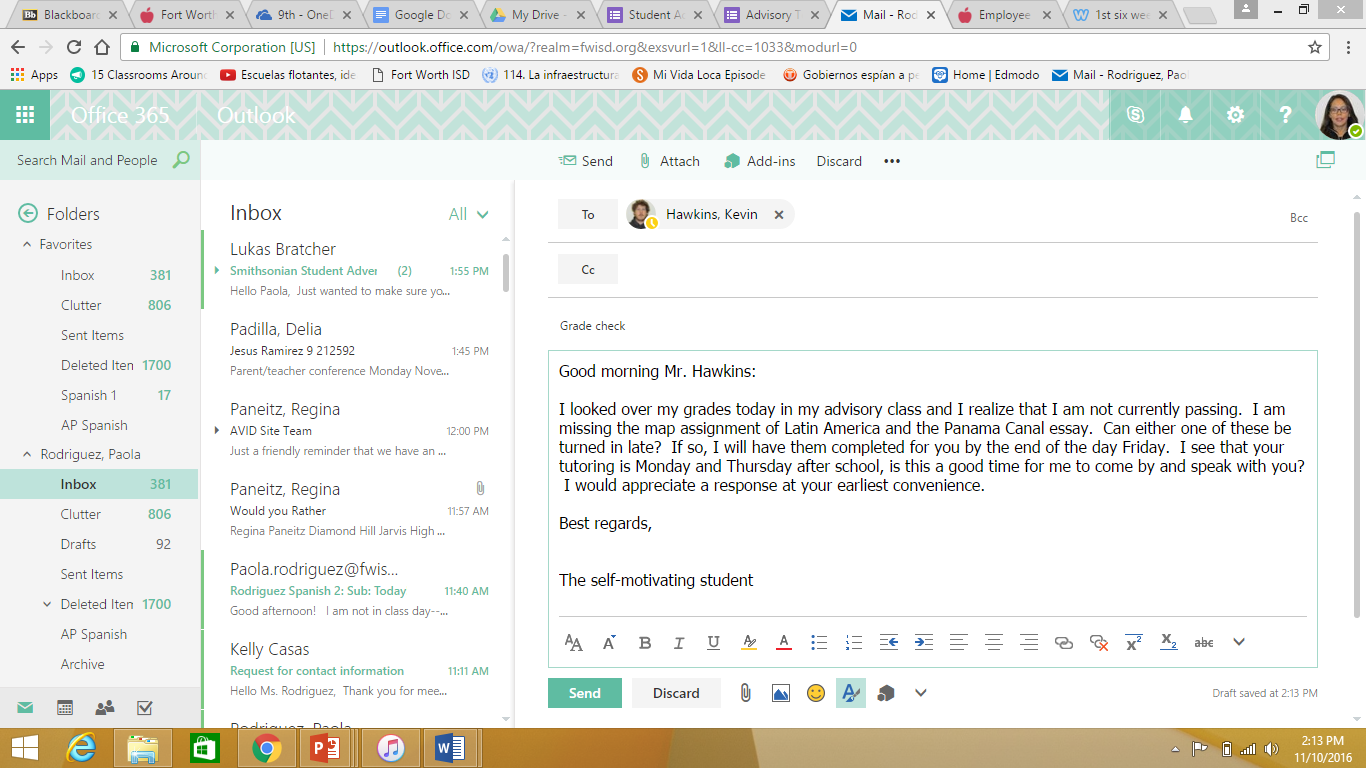 Blackboard
Fort Worth
9th - OneD
Google Do
My Drive -
Student A
Advisory T
Mail - Rod
Employee
1st six wee
Microsoft Corporation [US] | https://outlook.office.com/owa/?realm=fwisd.org&exsvurl=1&ll-cc=1033&modurl=0
Apps
15 Classrooms Aroun
Escuelas flotantes, ide
Fort Worth ISD
114. La infraestructura
Mi Vida Loca Episode
Gobiernos espían a pe
Home | Edmodo
Mail - Rodriguez, Pao
Office 365
Outlook
Search Mail and People
Send
Attach
Add-ins
Discard
Folders
Favorites
Inbox 381
Clutter 806
Sent Items
Deleted Iten 1700
Spanish 1 17
AP Spanish
Rodriguez, Paola
Inbox 381
Clutter 806
Drafts 92
Sent Items
Deleted Iten 1700
AP Spanish
Archive
Inbox
All
Lukas Bratcher
Smithsonian Student Adver (2) 1:55 PM
Hello Paola, Just wanted to make sure yo...
Padilla, Delia
Jesus Ramirez 9 212592 1:45 PM
Parent/teacher conference Monday Nove...
Paneitz, Regina
AVID Site Team 12:00 PM
Just a friendly reminder that we have an ...
Paneitz, Regina
Would you Rather 11:57 AM
Regina Paneitz Diamond Hill Jarvis High ...
Paola.rodriguez@fwis...
Rodriguez Spanish 2: Sub: Today 11:40 AM
Good afternoon! I am not in class day--...
Kelly Casas
Request for contact information 11:11 AM
Hello Ms. Rodriguez, Thank you for mee...
Rodriguez, Paola
To
Hawkins, Kevin
Bcc
Cc
Grade check
Good morning Mr. Hawkins:
I looked over my grades today in my advisory class and I realize that I am not currently passing. I am
missing the map assignment of Latin America and the Panama Canal essay. Can either one of these be
turned in late? If so, I will have them completed for you by the end of the day Friday. I see that your
tutoring is Monday and Thursday after school, is this a good time for me to come by and speak with you?
I would appreciate a response at your earliest convenience.
Best regards,
The self-motivating student
Send
Discard
Draft saved at 2:13 PM
2:13 PM
11/10/2016